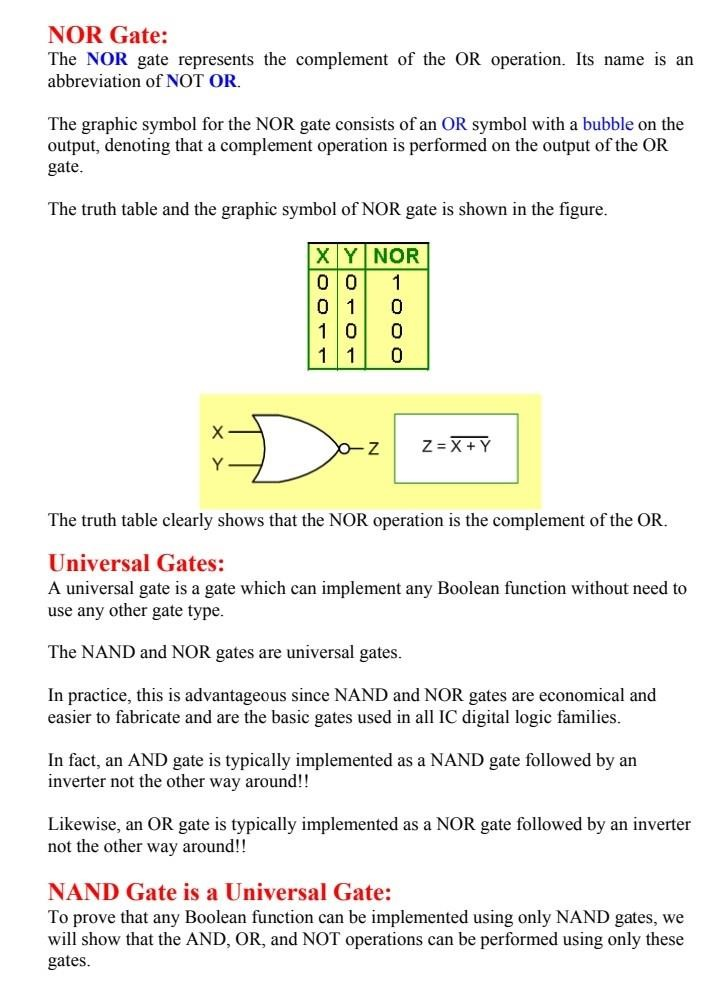 NOR Gate:
The NOR gate represents the complement of the OR operation. Its name is an
abbreviation of NOT OR.
The graphic symbol for the NOR gate consists of an OR symbol with a bubble on the
output, denoting that a complement operation is performed on the output of the OR
gate.
The truth table and the graphic symbol of NOR gate is shown in the figure.
X Y NOR
0 0 1
0 1 0
1 0 0
1 1 0
X
Y
Z
Z = X̅ ̅+̅ ̅Y̅
The truth table clearly shows that the NOR operation is the complement of the OR.
Universal Gates:
A universal gate is a gate which can implement any Boolean function without need to
use any other gate type.
The NAND and NOR gates are universal gates.
In practice, this is advantageous since NAND and NOR gates are economical and
easier to fabricate and are the basic gates used in all IC digital logic families.
In fact, an AND gate is typically implemented as a NAND gate followed by an
inverter not the other way around!!
Likewise, an OR gate is typically implemented as a NOR gate followed by an inverter
not the other way around!!
NAND Gate is a Universal Gate:
To prove that any Boolean function can be implemented using only NAND gates, we
will show that the AND, OR, and NOT operations can be performed using only these
gates.